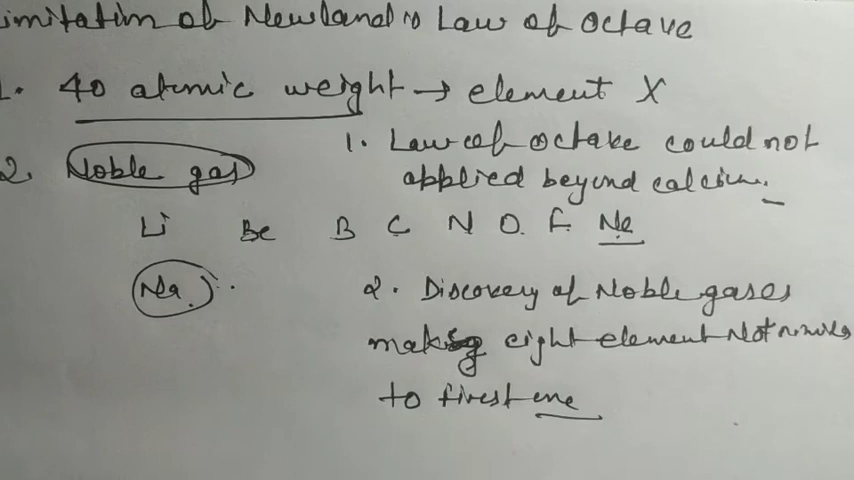 imitation of Newland's Law of Octave
1. 40 atomic weight → element X
1. Law of octave could not
2. Noble gas
applied beyond calcium.
Li Be B C N O. F. Ne
Na
2. Discovery of Noble gases
making eight element Not
to first one